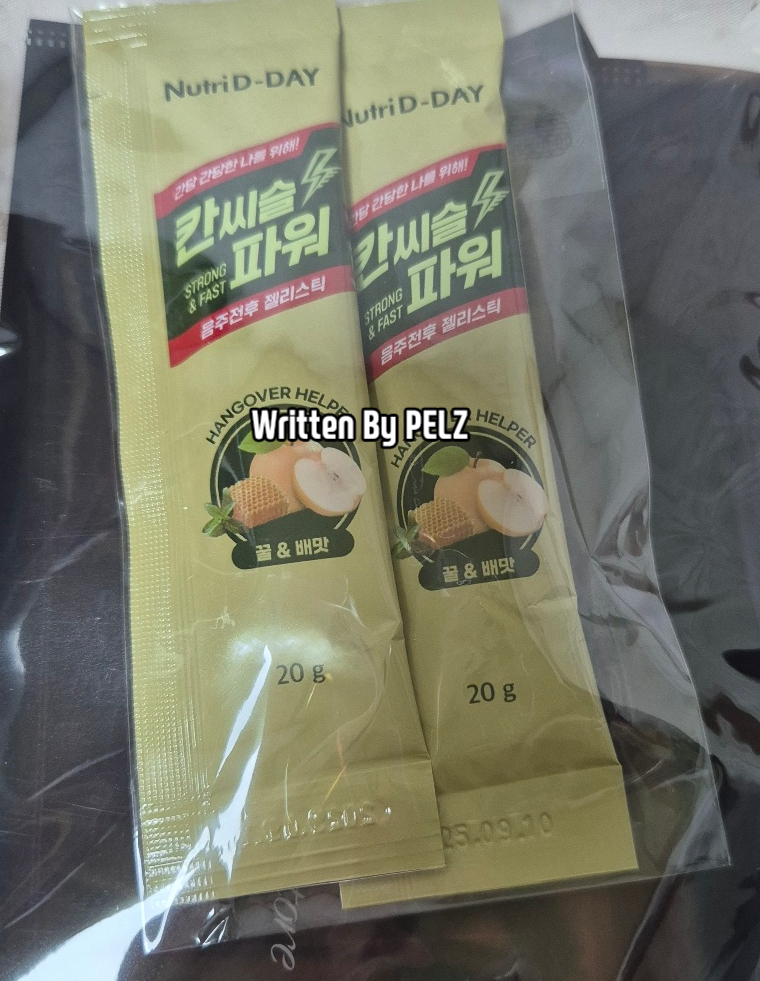 Nutri D-DAY
간당 간당한 나를 위해!
칸씨슬
파워
STRONG
& FAST
음주전후 젤리스틱
HANGOVER HELPER
꿀 & 배맛
20 g
Nutri D-DAY
간당 간당한 나를 위해!
칸씨슬
파워
STRONG
& FAST
음주전후 젤리스틱
HELPER
꿀 & 배맛
20 g
25.09.10
Written By PELZ